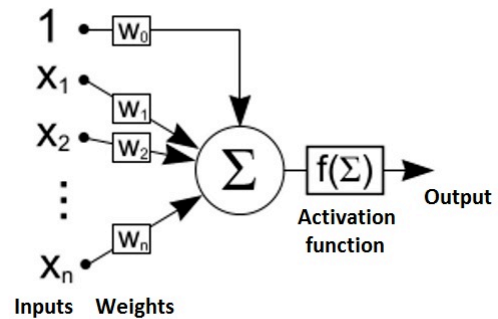 1 W₀
X₁
W₁
X₂ W₂
Σ f(Σ) Output
⋮
Activation
function
Wₙ
Xₙ
Inputs Weights